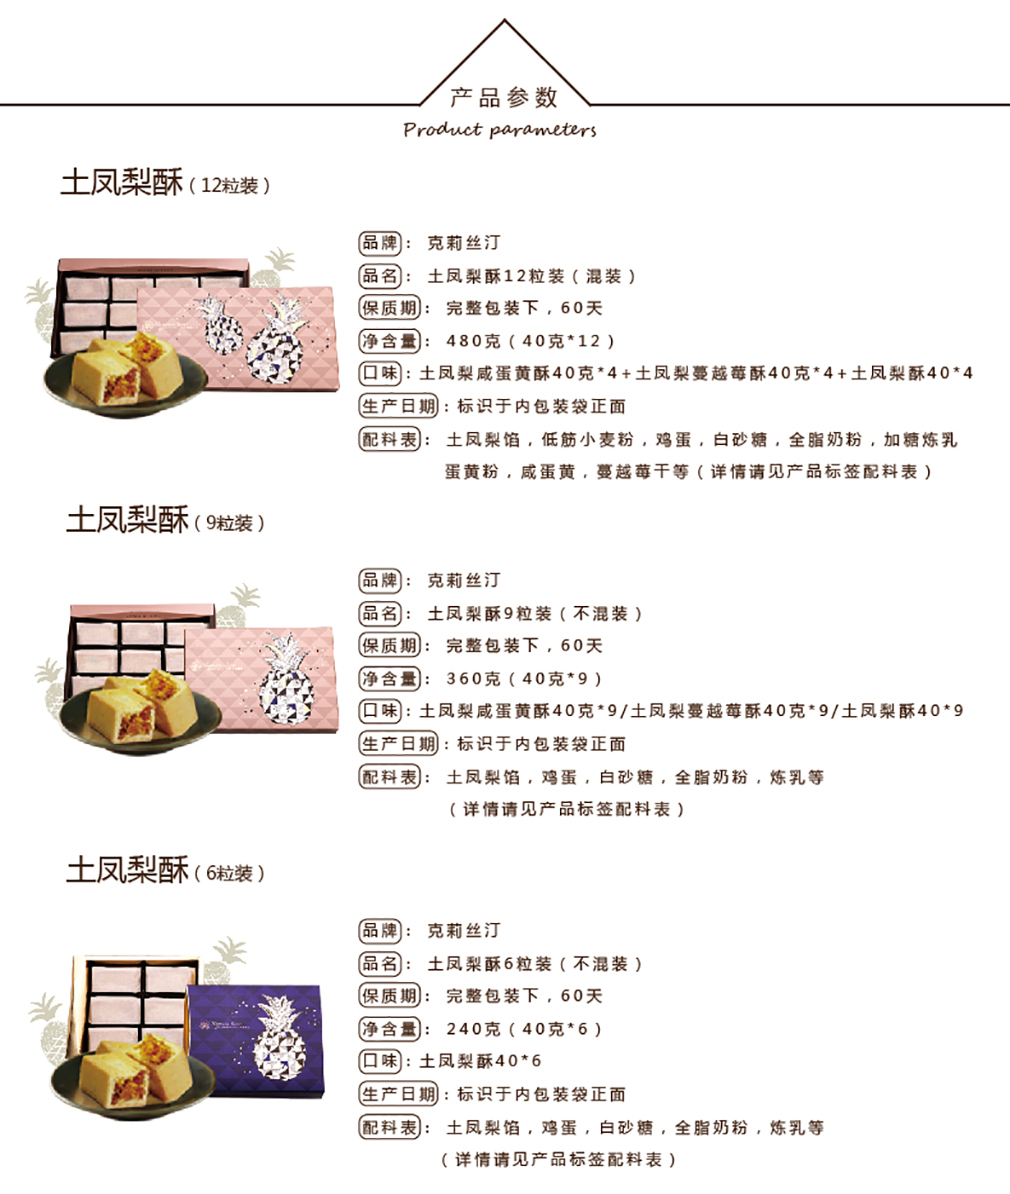 产品参数
Product parameters
土凤梨酥（12粒装）
品牌： 克莉丝汀
品名： 土凤梨酥12粒装（混装）
保质期： 完整包装下，60天
净含量： 480克（40克*12）
口味：土凤梨咸蛋黄酥40克*4+土凤梨蔓越莓酥40克*4+土凤梨酥40*4
生产日期：标识于内包装袋正面
配料表： 土凤梨馅，低筋小麦粉，鸡蛋，白砂糖，全脂奶粉，加糖炼乳
蛋黄粉，咸蛋黄，蔓越莓干等（详情请见产品标签配料表）
土凤梨酥（9粒装）
品牌： 克莉丝汀
品名： 土凤梨酥9粒装（不混装）
保质期： 完整包装下，60天
净含量： 360克（40克*9）
口味：土凤梨咸蛋黄酥40克*9/土凤梨蔓越莓酥40克*9/土凤梨酥40*9
生产日期：标识于内包装袋正面
配料表： 土凤梨馅，鸡蛋，白砂糖，全脂奶粉，炼乳等
（详情请见产品标签配料表）
土凤梨酥（6粒装）
品牌： 克莉丝汀
品名： 土凤梨酥6粒装（不混装）
保质期： 完整包装下，60天
净含量： 240克（40克*6）
口味：土凤梨酥40*6
生产日期：标识于内包装袋正面
配料表： 土凤梨馅，鸡蛋，白砂糖，全脂奶粉，炼乳等
（详情请见产品标签配料表）